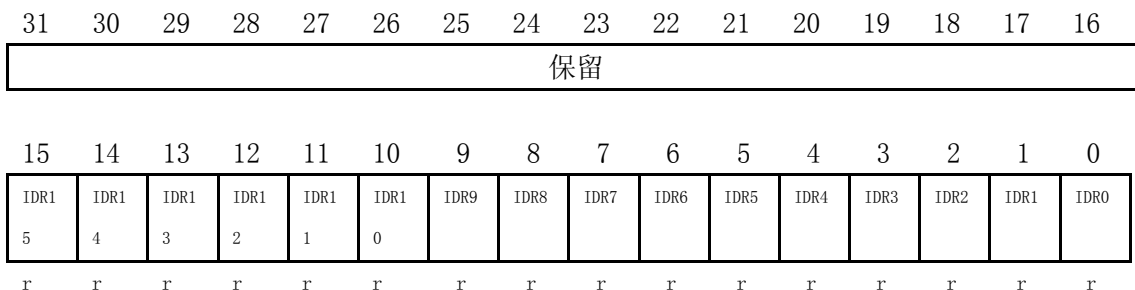 31 30 29 28 27 26 25 24 23 22 21 20 19 18 17 16
保留
15 14 13 12 11 10 9 8 7 6 5 4 3 2 1 0
IDR1 IDR1 IDR1 IDR1 IDR1 IDR1 IDR9 IDR8 IDR7 IDR6 IDR5 IDR4 IDR3 IDR2 IDR1 IDR0
5 4 3 2 1 0
r r r r r r r r r r r r r r r r